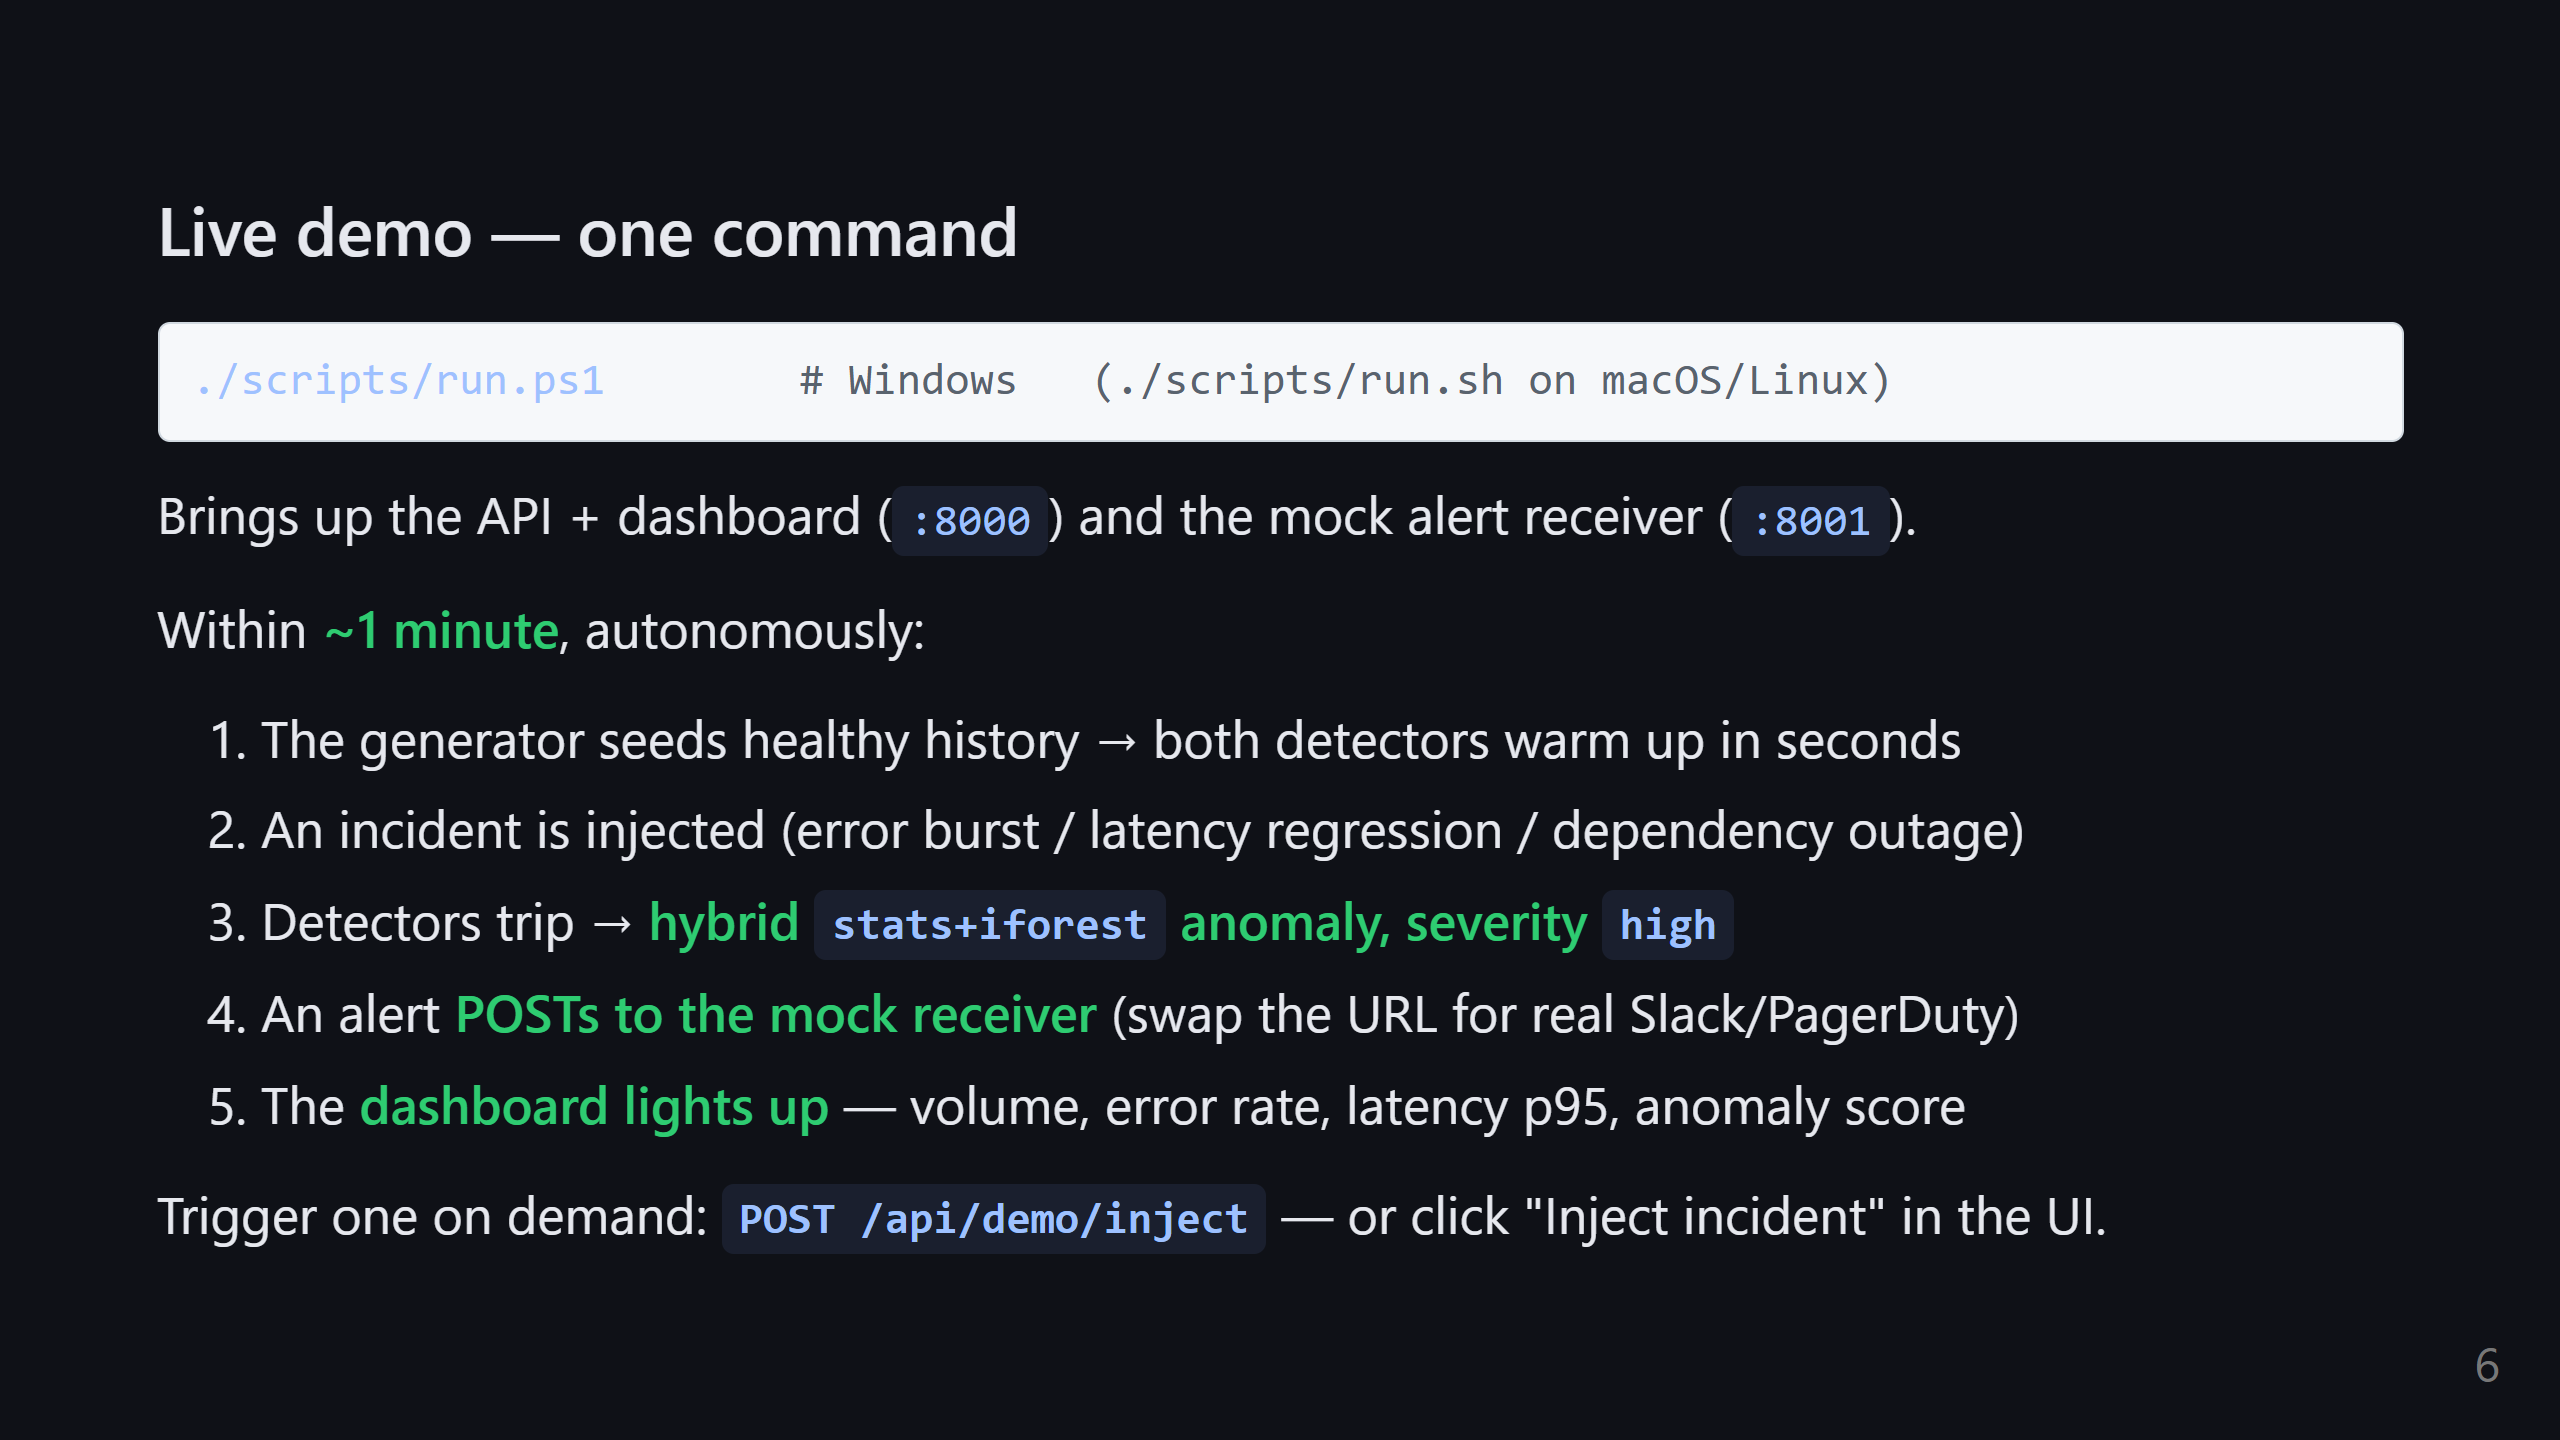 Live demo — one command
./scripts/run.ps1        # Windows   (./scripts/run.sh on macOS/Linux)
Brings up the API + dashboard ( :8000 ) and the mock alert receiver ( :8001 ).
Within ~1 minute, autonomously:
1. The generator seeds healthy history → both detectors warm up in seconds
2. An incident is injected (error burst / latency regression / dependency outage)
3. Detectors trip → hybrid stats+iforest anomaly, severity high
4. An alert POSTs to the mock receiver (swap the URL for real Slack/PagerDuty)
5. The dashboard lights up — volume, error rate, latency p95, anomaly score
Trigger one on demand: POST /api/demo/inject — or click "Inject incident" in the UI.
6